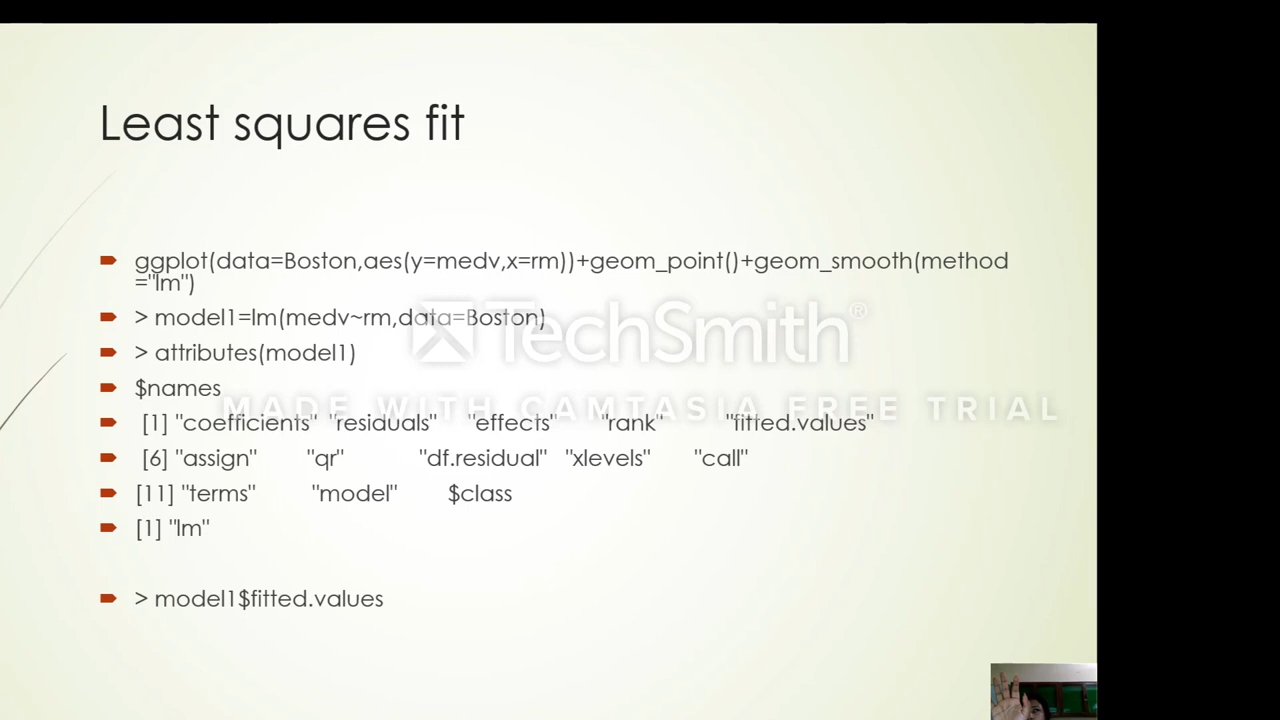 Least squares fit
ggplot(data=Boston,aes(y=medv,x=rm))+geom_point()+geom_smooth(method
="lm")
> model1=lm(medv~rm,data=Boston)
TechSmith®
> attributes(model1)
$names
MADE WITH CAMTASIA FREE TRIAL
[1] "coefficients" "residuals" "effects" "rank" "fitted.values"
[6] "assign" "qr" "df.residual" "xlevels" "call"
[11] "terms" "model" $class
[1] "lm"
> model1$fitted.values